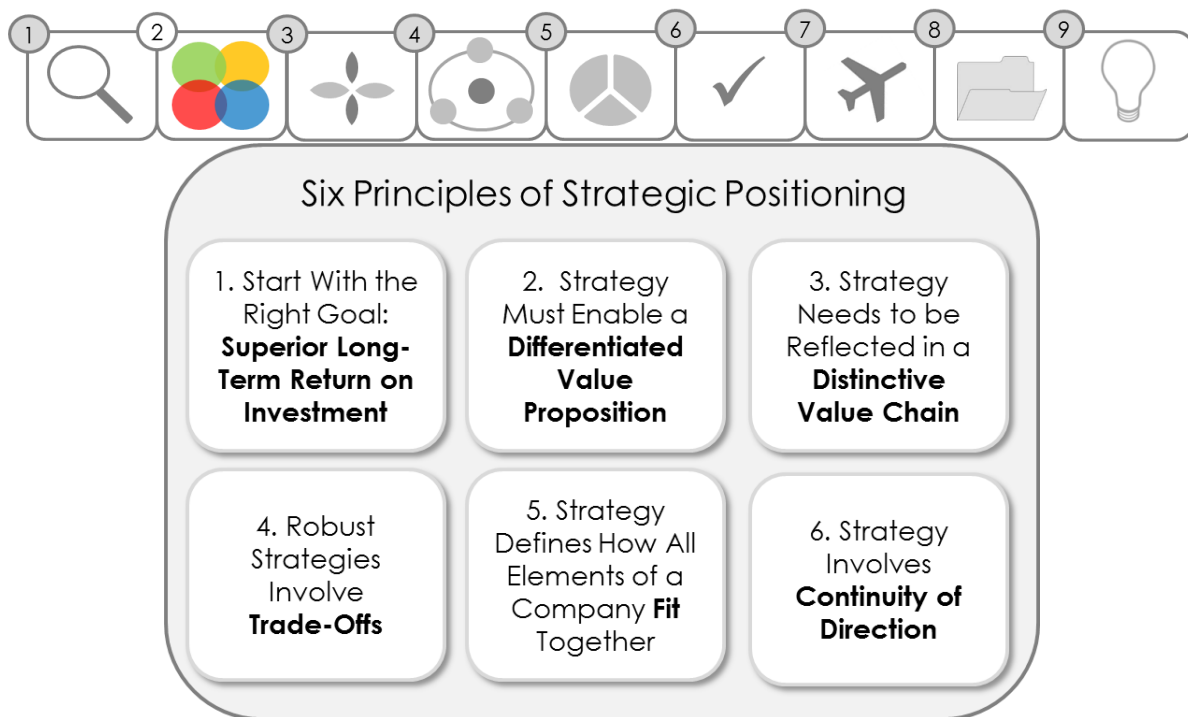 1
2
3
4
5
6
7
8
9
Six Principles of Strategic Positioning
1. Start With the
Right Goal:
Superior Long-
Term Return on
Investment
2. Strategy
Must Enable a
Differentiated
Value
Proposition
3. Strategy
Needs to be
Reflected in a
Distinctive
Value Chain
4. Robust
Strategies
Involve
Trade-Offs
5. Strategy
Defines How All
Elements of a
Company Fit
Together
6. Strategy
Involves
Continuity of
Direction